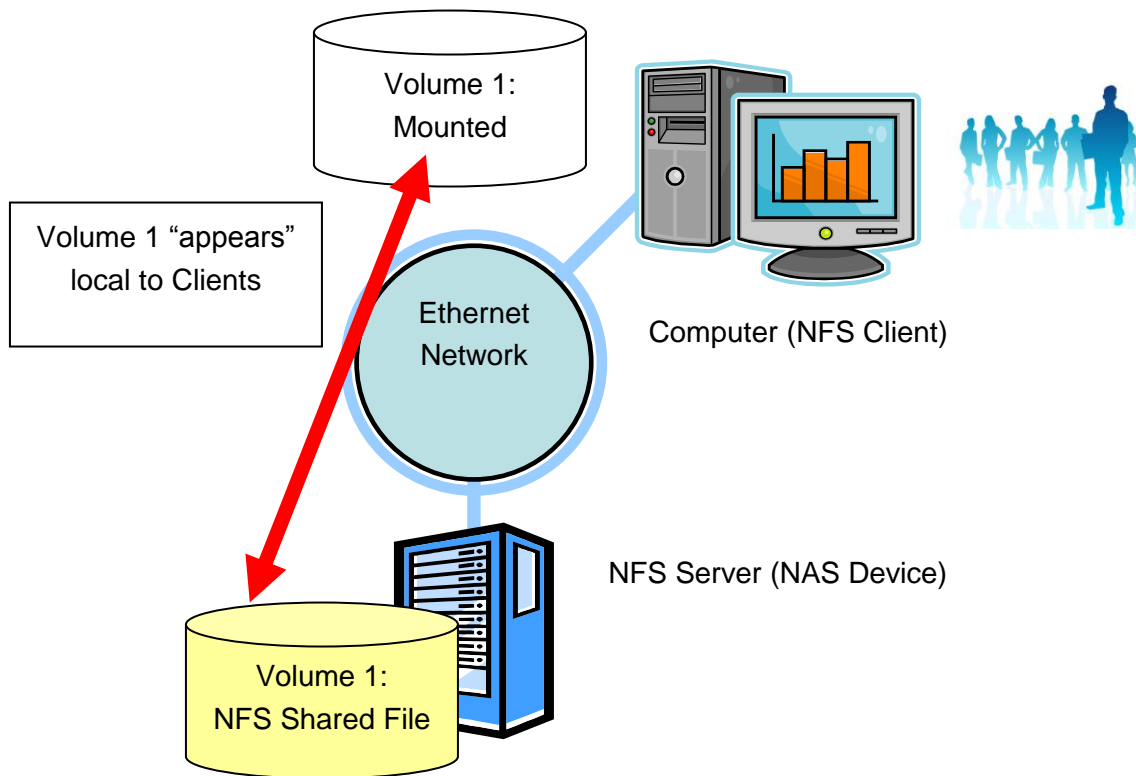 Volume 1:
Mounted
Volume 1 “appears”
local to Clients
Ethernet
Network
Computer (NFS Client)
NFS Server (NAS Device)
Volume 1:
NFS Shared File